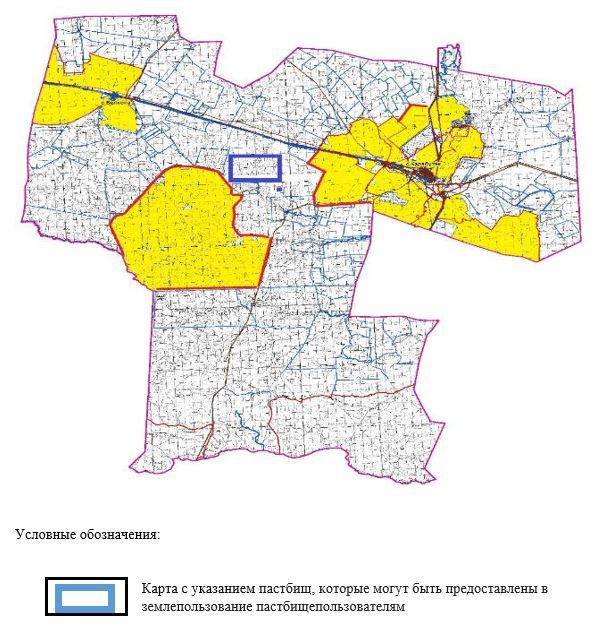 Условные обозначения:
Карта с указанием пастбищ, которые могут быть предоставлены в
землепользование пастбищепользователям